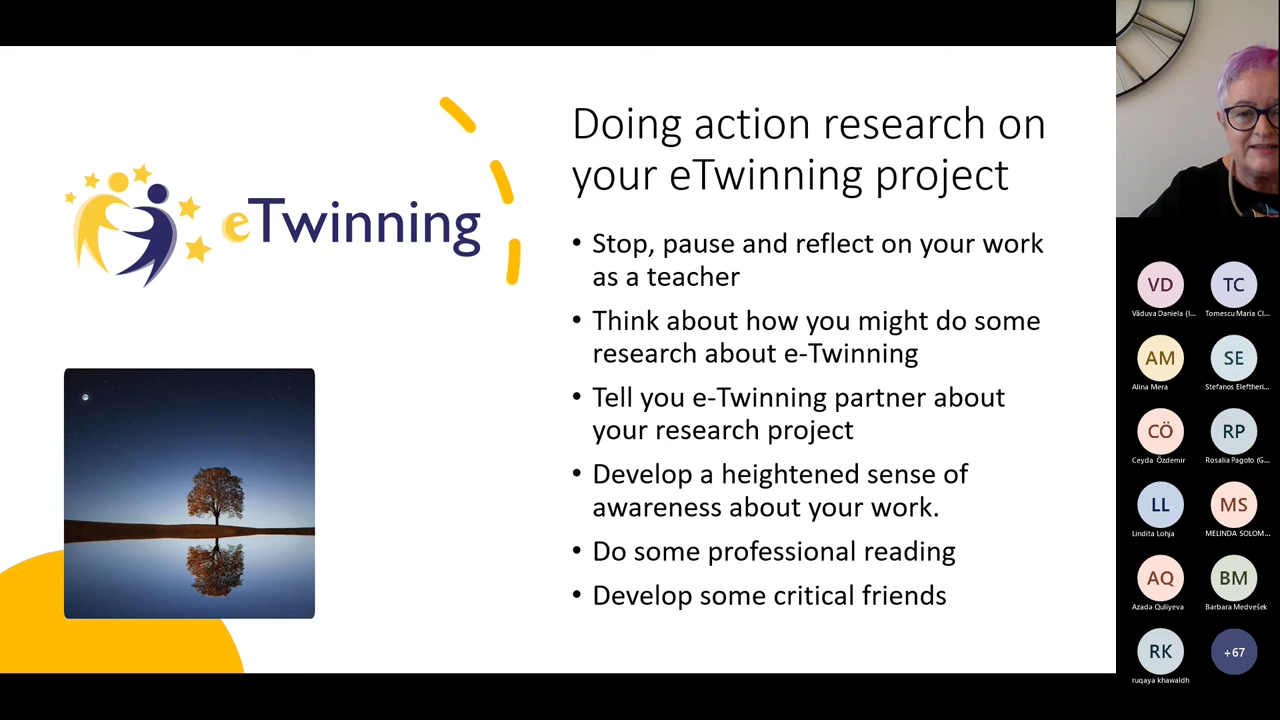 eTwinning
Doing action research on
your eTwinning project
• Stop, pause and reflect on your work
as a teacher
• Think about how you might do some
research about e-Twinning
• Tell you e-Twinning partner about
your research project
• Develop a heightened sense of
awareness about your work.
• Do some professional reading
• Develop some critical friends
VD
TC
Văduva Daniela (I...
Tomescu Maria Cl...
AM
SE
Alina Mera
Stefanos Eleftheri...
CÖ
RP
Ceyda Özdemir
Rosalia Pagoto (G...
LL
MS
Lindita Lohja
MELINDA SOLOM...
AQ
BM
Azadə Quliyeva
Barbara Medvešek
RK
+67
ruqaya khawaldh